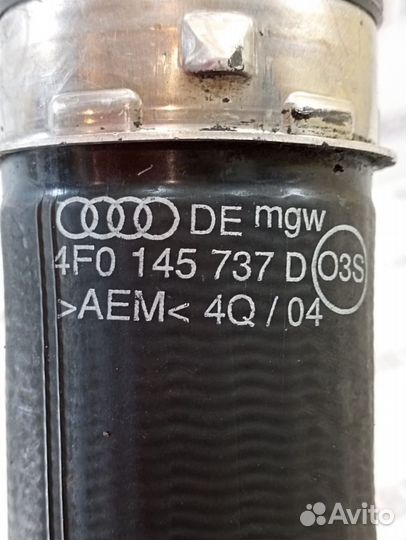 DE mgw
4F0 145 737 D O3S
>AEM< 4Q / 04
Avito